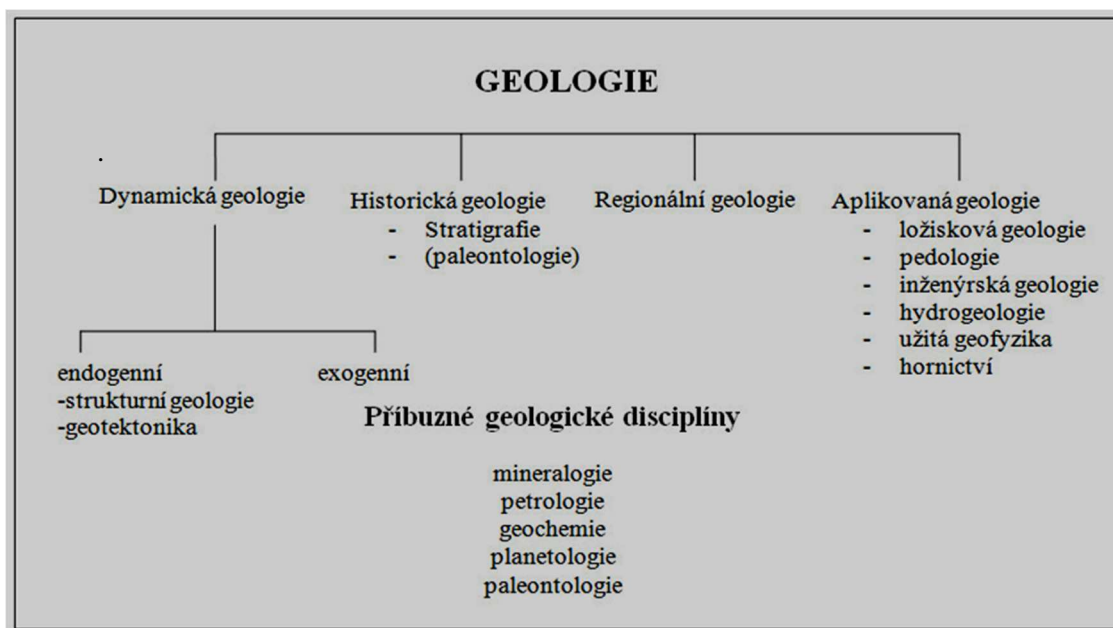 GEOLOGIE
Dynamická geologie
Historická geologie
- Stratigrafie
- (paleontologie)
Regionální geologie
Aplikovaná geologie
- ložisková geologie
- pedologie
- inženýrská geologie
- hydrogeologie
- užitá geofyzika
- hornictví
endogenní
-strukturní geologie
-geotektonika
exogenní
Příbuzné geologické disciplíny
mineralogie
petrologie
geochemie
planetologie
paleontologie